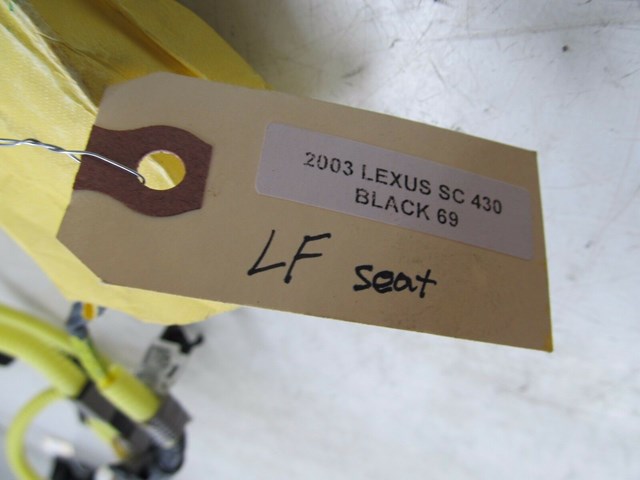 2003 LEXUS SC 430
BLACK 69
LF seat